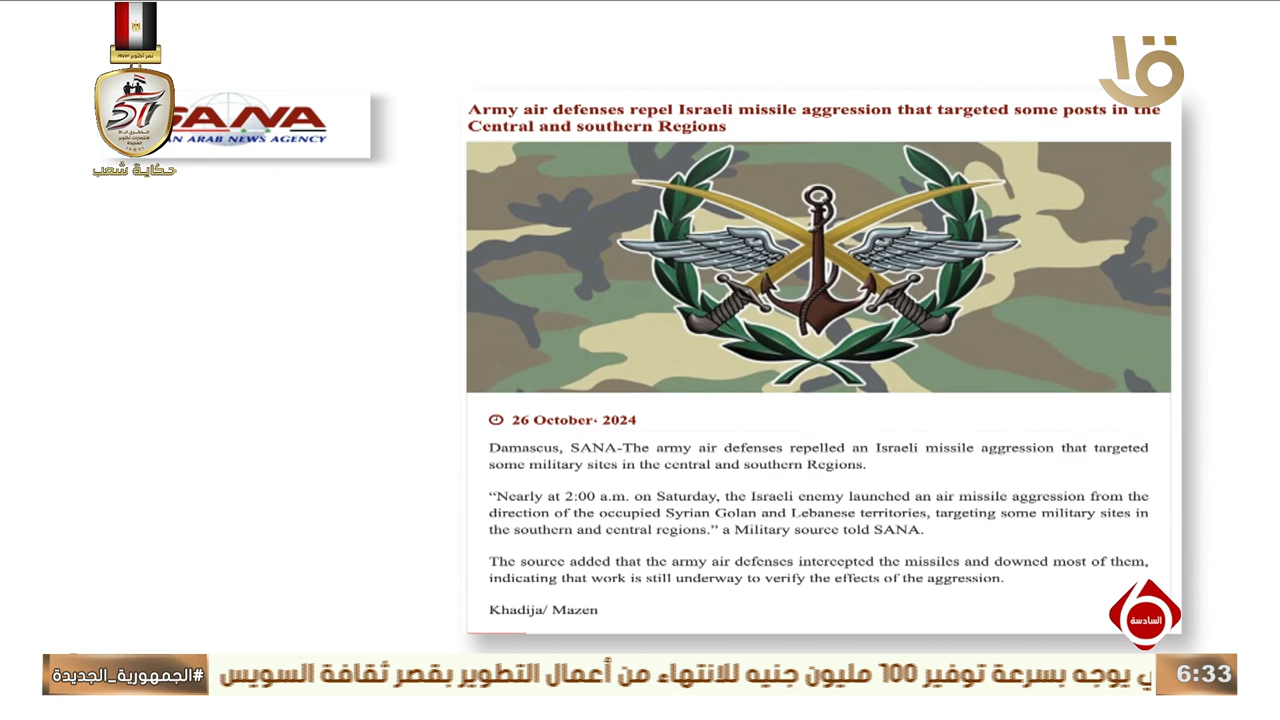 نصر أكتوبر ١٩٧٣
51
حكاية شعب
SANA
AN ARAB NEWS AGENCY
Army air defenses repel Israeli missile aggression that targeted some posts in the
Central and southern Regions
26 October، 2024
Damascus, SANA-The army air defenses repelled an Israeli missile aggression that targeted
some military sites in the central and southern Regions.
“Nearly at 2:00 a.m. on Saturday, the Israeli enemy launched an air missile aggression from the
direction of the occupied Syrian Golan and Lebanese territories, targeting some military sites in
the southern and central regions.” a Military source told SANA.
The source added that the army air defenses intercepted the missiles and downed most of them,
indicating that work is still underway to verify the effects of the aggression.
Khadija/ Mazen
السادسة
6:33
ي يوجه بسرعة توفير 100 مليون جنيه للانتهاء من أعمال التطوير بقصر ثقافة السويس
#الجمهورية_الجديدة